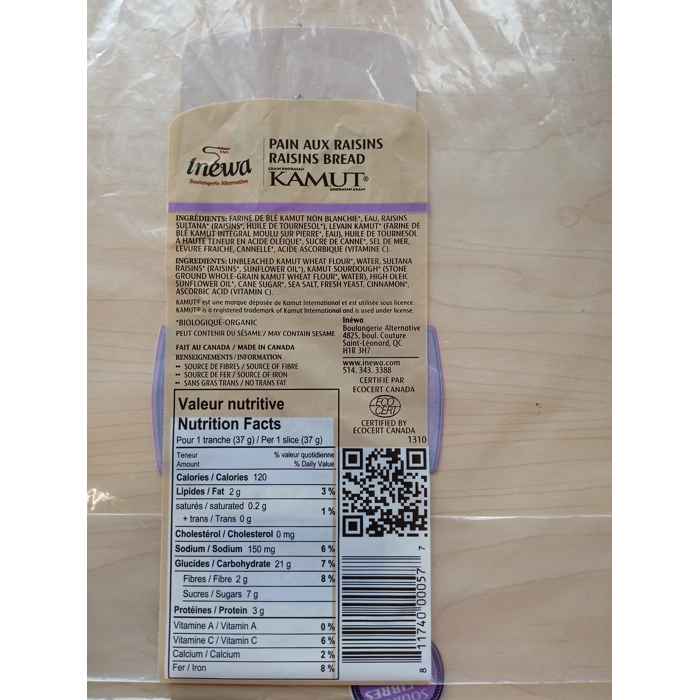 Inéwa
Boulangerie Alternative
PAIN AUX RAISINS
RAISINS BREAD
GRAIN KHORASAN
KAMUT®
KHORASAN GRAIN
INGRÉDIENTS: FARINE DE BLÉ KAMUT NON BLANCHIE*, EAU, RAISINS
SULTANA* (RAISINS*, HUILE DE TOURNESOL*), LEVAIN KAMUT* (FARINE DE
BLÉ KAMUT INTÉGRAL MOULU SUR PIERRE*, EAU), HUILE DE TOURNESOL
À HAUTE TENEUR EN ACIDE OLÉIQUE*, SUCRE DE CANNE*, SEL DE MER,
LEVURE FRAICHE, CANNELLE*, ACIDE ASCORBIQUE (VITAMINE C).
INGREDIENTS: UNBLEACHED KAMUT WHEAT FLOUR*, WATER, SULTANA
RAISINS* (RAISINS*, SUNFLOWER OIL*), KAMUT SOURDOUGH* (STONE
GROUND WHOLE-GRAIN KAMUT WHEAT FLOUR*, WATER), HIGH OLEIC
SUNFLOWER OIL*, CANE SUGAR*, SEA SALT, FRESH YEAST, CINNAMON*,
ASCORBIC ACID (VITAMIN C).
KAMUT® est une marque déposée de Kamut International et est utilisée sous licence.
KAMUT® is a registered trademark of Kamut International and is used under license.
*BIOLOGIQUE-ORGANIC
PEUT CONTENIR DU SÉSAME / MAY CONTAIN SESAME
FAIT AU CANADA / MADE IN CANADA
RENSEIGNEMENTS / INFORMATION
SOURCE DE FIBRES / SOURCE OF FIBRE
SOURCE DE FER / SOURCE OF IRON
SANS GRAS TRANS / NO TRANS FAT
Inéwa
Boulangerie Alternative
4825, boul. Couture
Saint-Léonard, QC
H1R 3H7
www.inewa.com
514. 343. 3388
CERTIFIÉ PAR
ECOCERT CANADA
ECO
CERT
CERTIFIED BY
ECOCERT CANADA
1310
Valeur nutritive
Nutrition Facts
Pour 1 tranche (37 g) / Per 1 slice (37 g)
Teneur % valeur quotidienne
Amount % Daily Value
Calories / Calories 120
Lipides / Fat 2 g 3 %
saturés / saturated 0.2 g 1 %
+ trans / Trans 0 g
Cholestérol / Cholesterol 0 mg
Sodium / Sodium 150 mg 6 %
Glucides / Carbohydrate 21 g 7 %
Fibres / Fibre 2 g 8 %
Sucres / Sugars 7 g
Protéines / Protein 3 g
Vitamine A / Vitamin A 0 %
Vitamine C / Vitamin C 6 %
Calcium / Calcium 2 %
Fer / Iron 8 %
8 11740 00057 7
FIBRES